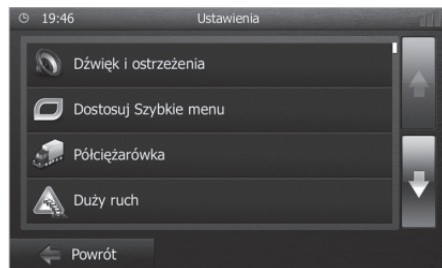 19:46 Ustawienia
Dźwięk i ostrzeżenia
Dostosuj Szybkie menu
Półciężarówka
Duży ruch
Powrót